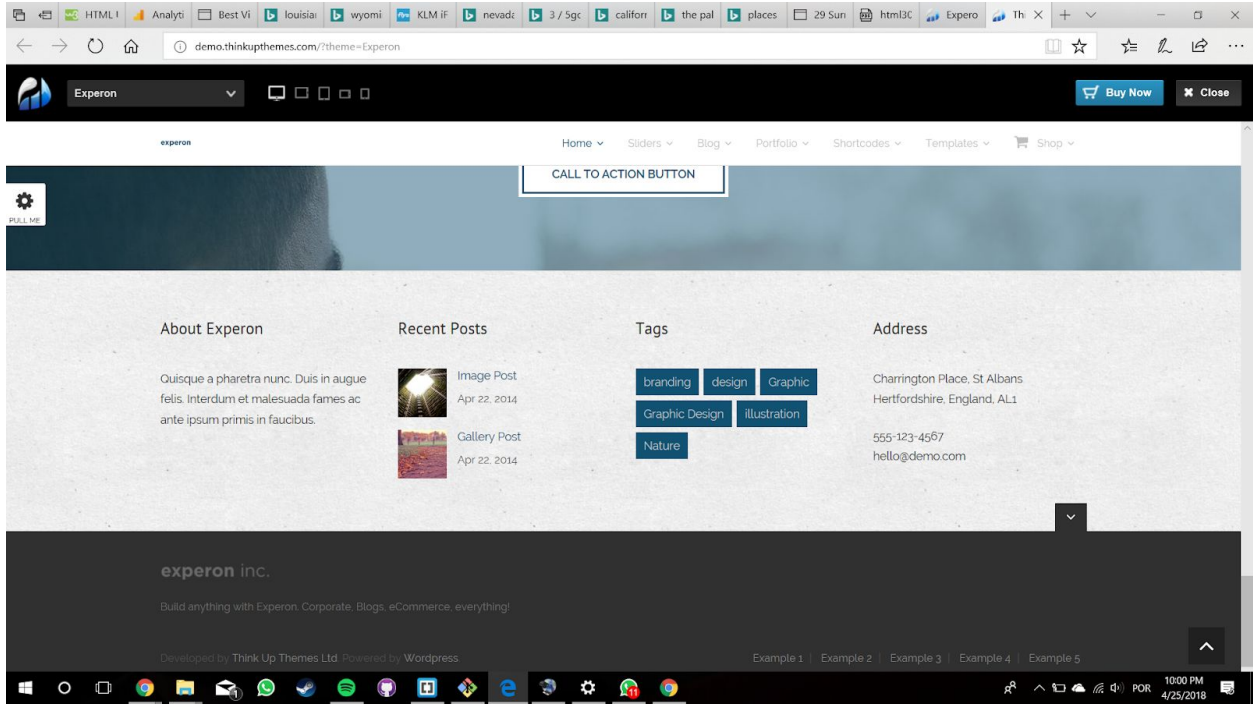 HTML
Analyti
Best Vi
louisia
wyomi
KLM iF
nevada
3 / 5gc
californ
the pal
places
29 Sun
html3C
Expero
Th
demo.thinkupthemes.com/?theme=Experon
Experon
Buy Now
Close
experon
Home
Sliders
Blog
Portfolio
Shortcodes
Templates
Shop
CALL TO ACTION BUTTON
PULL ME
About Experon
Quisque a pharetra nunc. Duis in augue
felis. Interdum et malesuada fames ac
ante ipsum primis in faucibus.
Recent Posts
Image Post
Apr 22, 2014
Gallery Post
Apr 22, 2014
Tags
branding
design
Graphic
Graphic Design
illustration
Nature
Address
Charrington Place, St Albans
Hertfordshire, England, AL1
555-123-4567
hello@demo.com
experon inc.
Build anything with Experon. Corporate, Blogs, eCommerce, everything!
Developed by Think Up Themes Ltd. Powered by Wordpress.
Example 1 | Example 2 | Example 3 | Example 4 | Example 5
11
POR
10:00 PM
4/25/2018